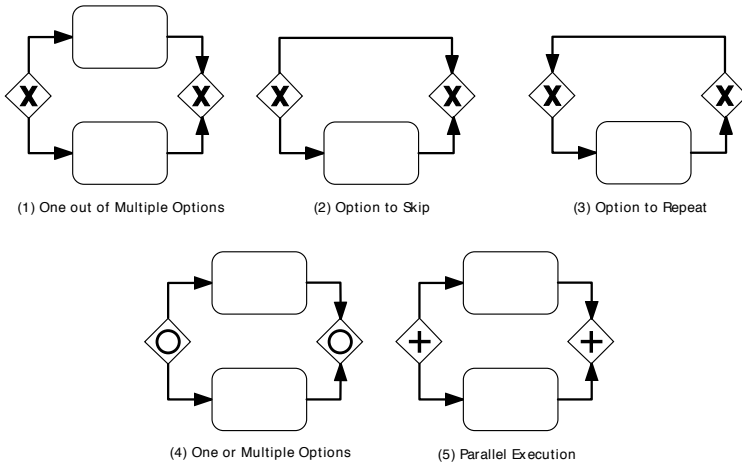 X
X
X
X
X
X
(1) One out of Multiple Options
(2) Option to Skip
(3) Option to Repeat
(4) One or Multiple Options
(5) Parallel Execution